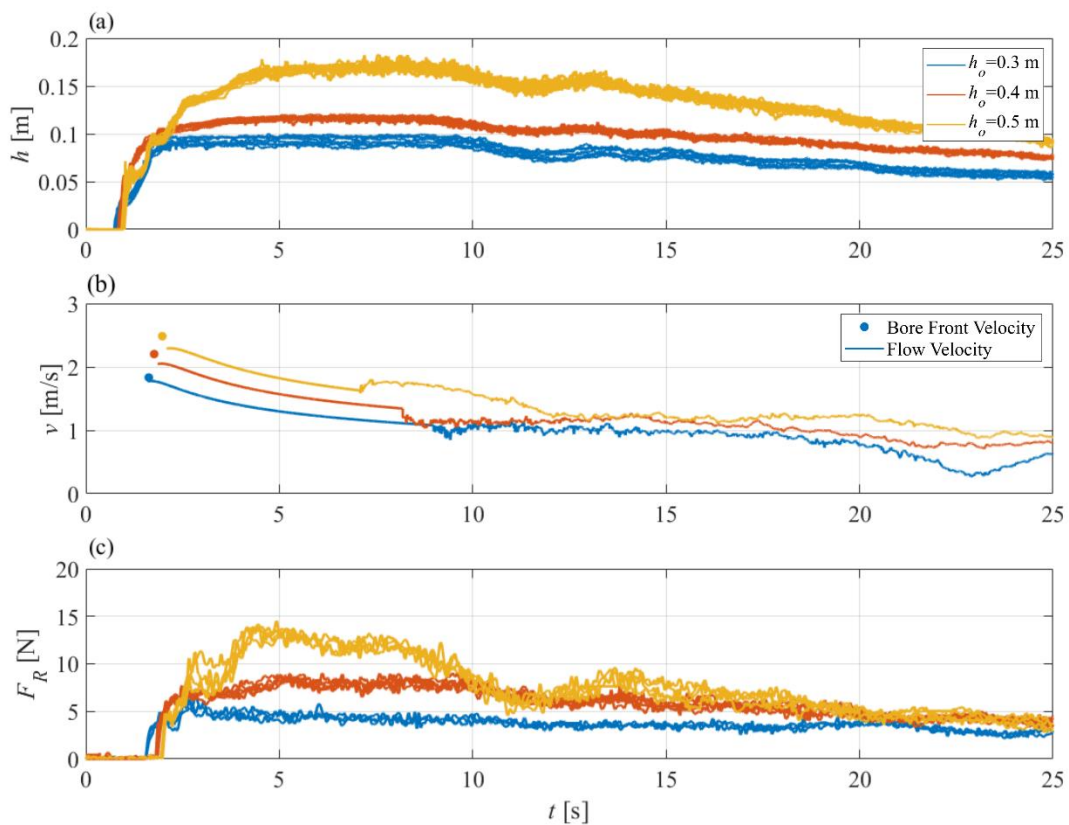 (a)
0.2
0.15
0.1
0.05
0
h [m]
h_o=0.3 m
h_o=0.4 m
h_o=0.5 m
0 5 10 15 20 25
(b)
3
2
1
0
v [m/s]
Bore Front Velocity
Flow Velocity
0 5 10 15 20 25
(c)
20
15
10
5
0
F_R [N]
0 5 10 15 20 25
t [s]